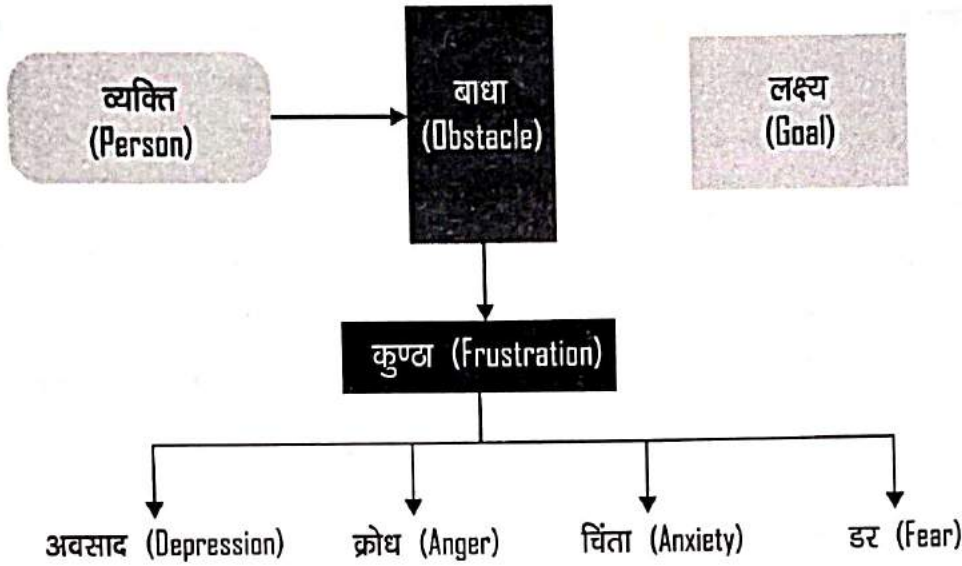 व्यक्ति
(Person)
बाधा
(Obstacle)
लक्ष्य
(Goal)
कुण्ठा (Frustration)
अवसाद (Depression)
क्रोध (Anger)
चिंता (Anxiety)
डर (Fear)